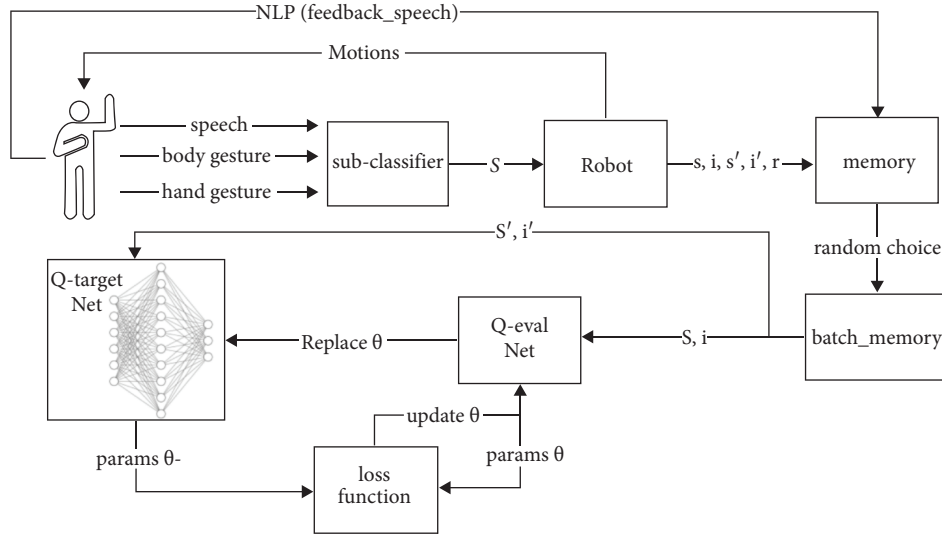 NLP (feedback_speech)
Motions
speech
body gesture
hand gesture
sub-classifier
S
Robot
s, i, s′, i′, r
memory
random choice
S′, i′
Q-target
Net
Replace θ
Q-eval
Net
S, i
batch_memory
update θ
params θ-
params θ
loss
function